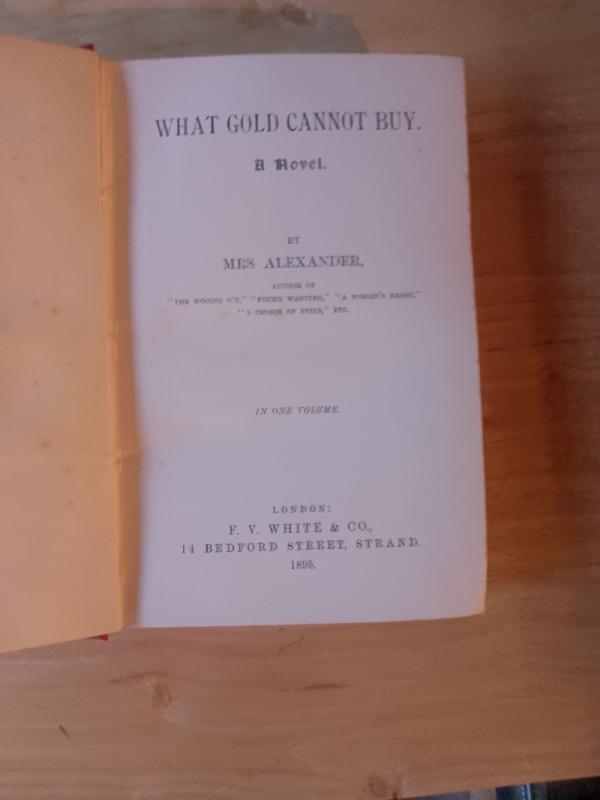 WHAT GOLD CANNOT BUY.
A Novel.
BY
MRS ALEXANDER,
AUTHOR OF
"THE WOOING O'T," "FOUND WANTING," "A WOMAN'S HEART,"
"A CHOICE OF EVILS," ETC.
IN ONE VOLUME.
LONDON:
F. V. WHITE & CO.,
14 BEDFORD STREET, STRAND.
1895.